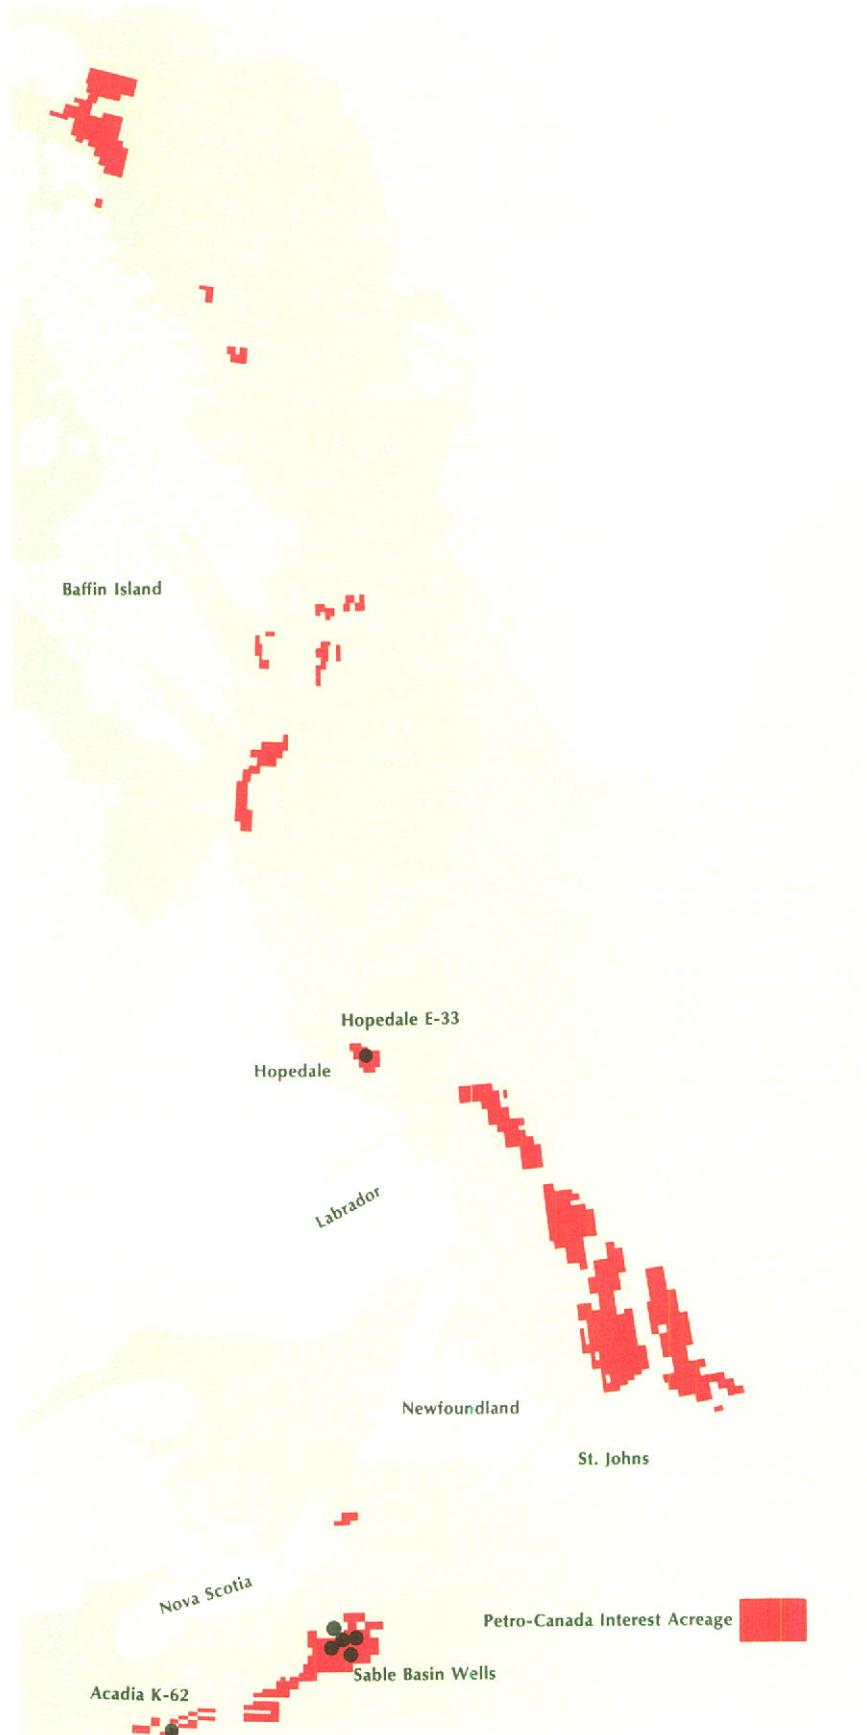 Baffin Island
Hopedale E-33
Hopedale
Labrador
Newfoundland
St. Johns
Nova Scotia
Petro-Canada Interest Acreage
Sable Basin Wells
Acadia K-62